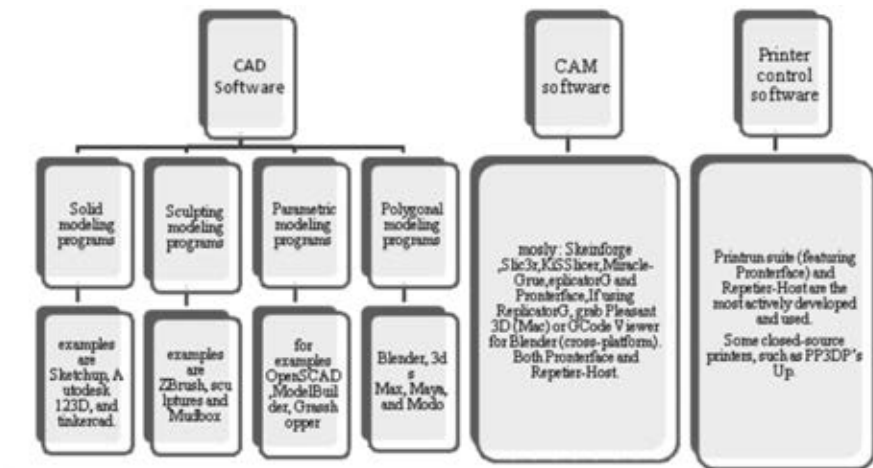 CAD
Software
CAM
software
Printer
control
software
Solid
modeling
programs
Sculpting
modeling
programs
Parametric
modeling
programs
Polygonal
modeling
programs
examples
are
Sketchup, A
utodesk
123D, and
tinkercad.
examples
are
ZBrush, scu
lptures and
Mudbox
for
examples
OpenSCAD
,ModelBuil
der, Grassh
opper
Blender, 3d
s
Max, Maya,
and Modo
mosly: Skeinforge
,Slic3r,KiSSlicer,Miracle-
Grue,eplicatorG and
Pronterface,If using
ReplicatorG, grab Pleasant
3D (Mac) or GCode Viewer
for Blender (cross-platform).
Both Pronterface and
Repetier-Host.
Printrun suite (featuring
Pronterface) and
Repetier-Host are the
most actively developed
and used.
Some closed-source
printers, such as PP3DP's
Up.